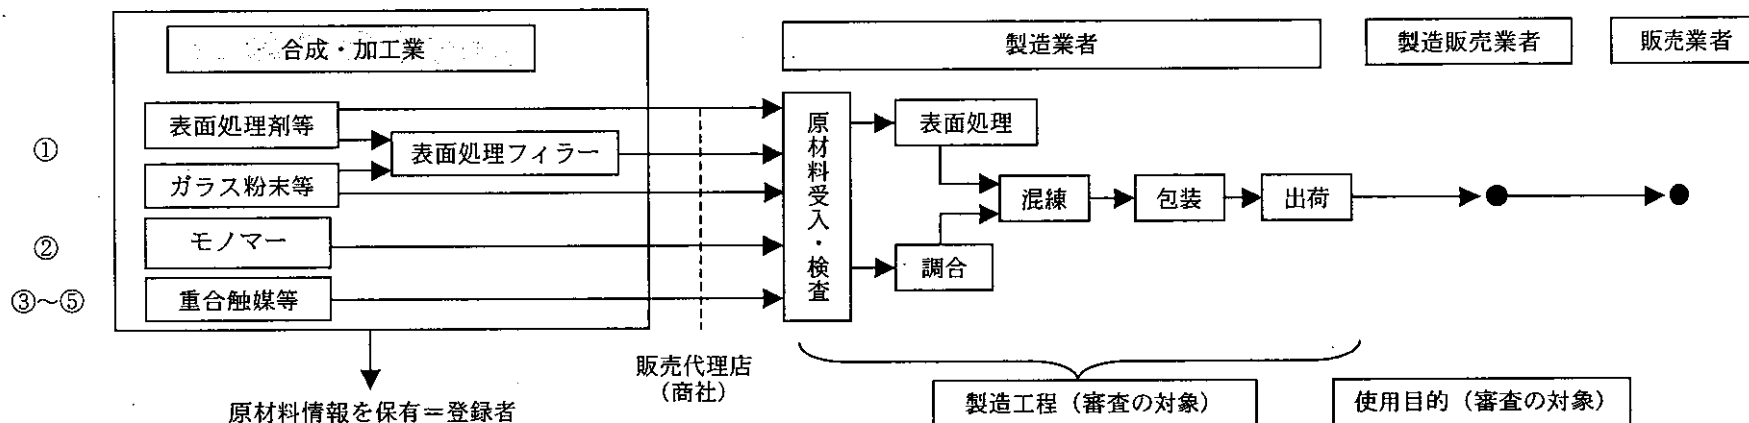 合成・加工業
製造業者
製造販売業者
販売業者
①
表面処理剤等
表面処理フィラー
ガラス粉末等
②
モノマー
③～⑤
重合触媒等
原材料受入・検査
表面処理
調合
混練
包装
出荷
販売代理店
(商社)
原材料情報を保有＝登録者
製造工程（審査の対象）
使用目的（審査の対象）